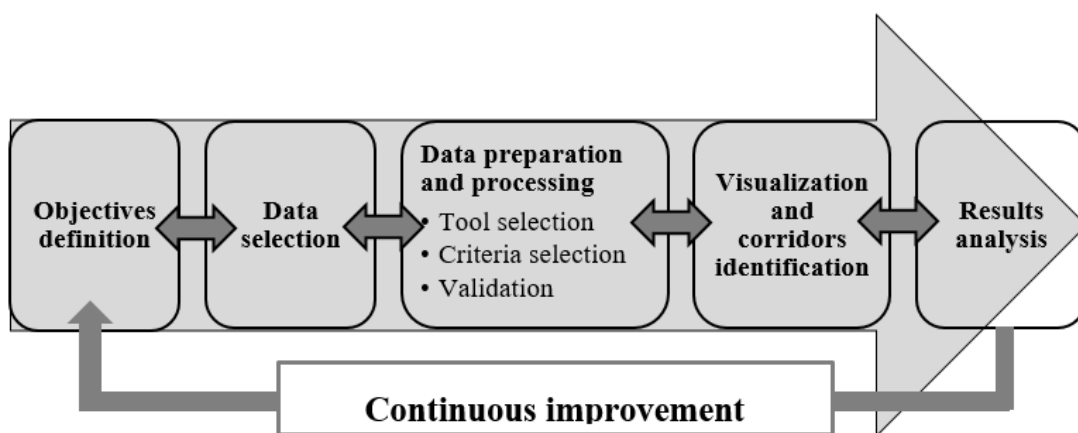 Objectives
definition
Data
selection
Data preparation
and processing
• Tool selection
• Criteria selection
• Validation
Visualization
and
corridors
identification
Results
analysis
Continuous improvement